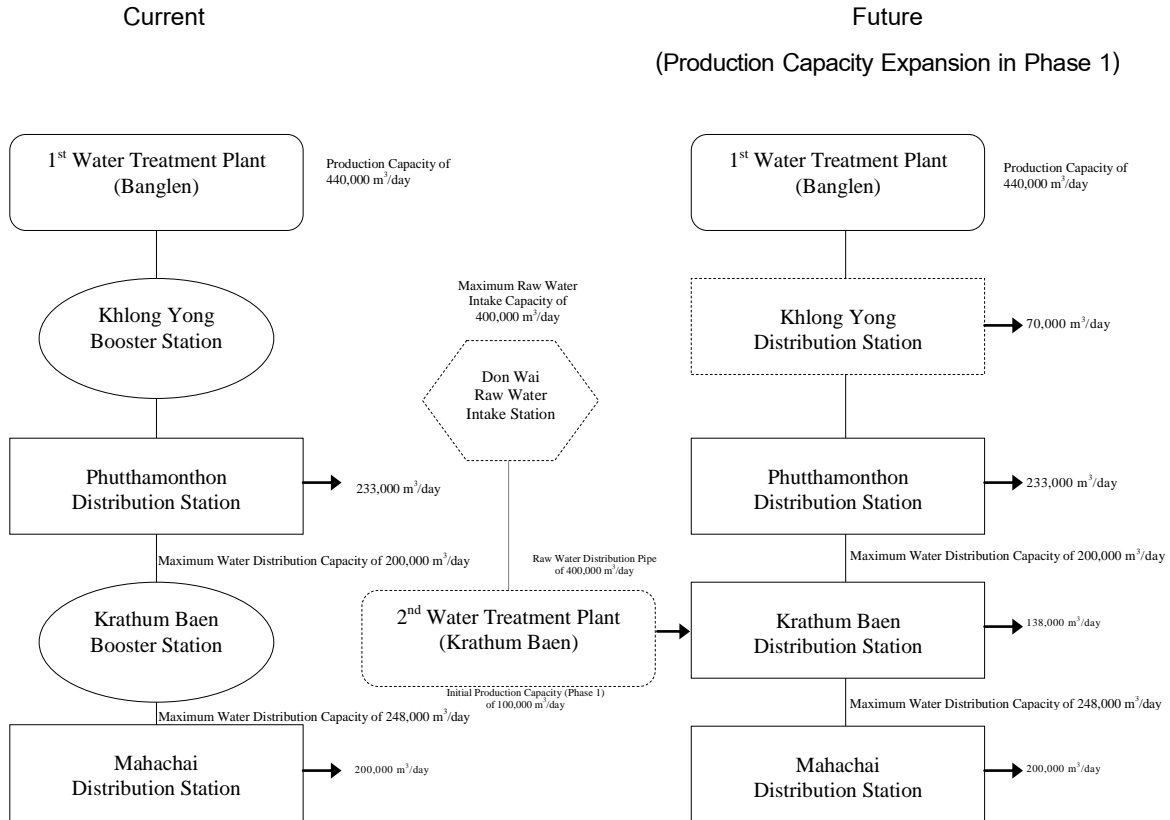 Current
Future
(Production Capacity Expansion in Phase 1)
1st Water Treatment Plant
(Banglen)
Production Capacity of
440,000 m³/day
Khlong Yong
Booster Station
Phutthamonthon
Distribution Station
233,000 m³/day
Maximum Water Distribution Capacity of 200,000 m³/day
Krathum Baen
Booster Station
Maximum Water Distribution Capacity of 248,000 m³/day
Mahachai
Distribution Station
200,000 m³/day
Maximum Raw Water
Intake Capacity of
400,000 m³/day
Don Wai
Raw Water
Intake Station
Raw Water Distribution Pipe
of 400,000 m³/day
2nd Water Treatment Plant
(Krathum Baen)
Initial Production Capacity (Phase 1)
of 100,000 m³/day
1st Water Treatment Plant
(Banglen)
Production Capacity of
440,000 m³/day
Khlong Yong
Distribution Station
70,000 m³/day
Phutthamonthon
Distribution Station
233,000 m³/day
Maximum Water Distribution Capacity of 200,000 m³/day
Krathum Baen
Distribution Station
138,000 m³/day
Maximum Water Distribution Capacity of 248,000 m³/day
Mahachai
Distribution Station
200,000 m³/day